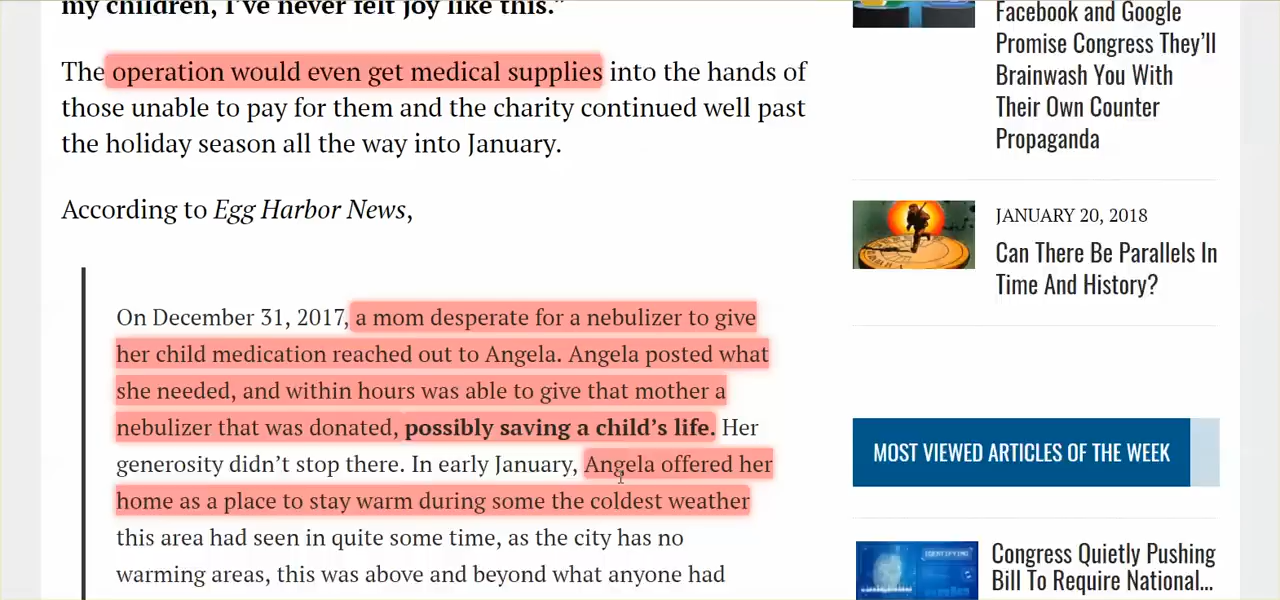 my children, I've never felt joy like this."
The operation would even get medical supplies into the hands of
those unable to pay for them and the charity continued well past
the holiday season all the way into January.
According to Egg Harbor News,
On December 31, 2017, a mom desperate for a nebulizer to give
her child medication reached out to Angela. Angela posted what
she needed, and within hours was able to give that mother a
nebulizer that was donated, possibly saving a child's life. Her
generosity didn't stop there. In early January, Angela offered her
home as a place to stay warm during some the coldest weather
this area had seen in quite some time, as the city has no
warming areas, this was above and beyond what anyone had
Facebook and Google
Promise Congress They'll
Brainwash You With
Their Own Counter
Propaganda
JANUARY 20, 2018
Can There Be Parallels In
Time And History?
MOST VIEWED ARTICLES OF THE WEEK
IDENTIFYING
Congress Quietly Pushing
Bill To Require National...